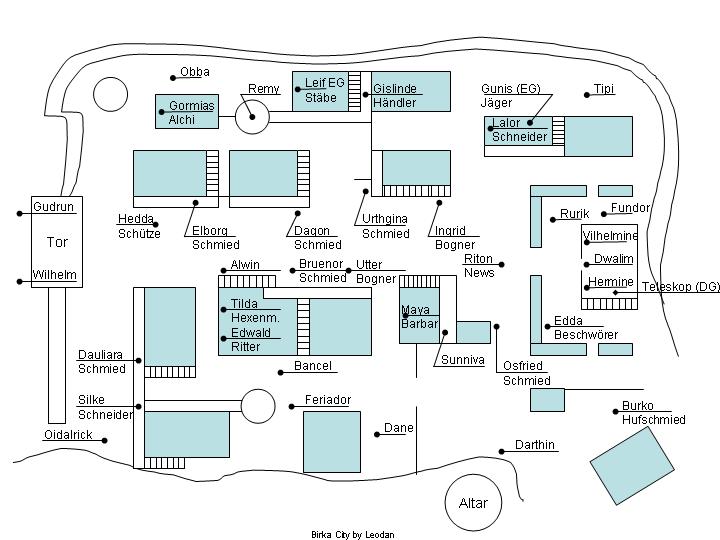 Obba
Remy
Leif EG
Stäbe
Gislinde
Händler
Gunis (EG)
Jäger
Tipi
Gormias
Alchi
Lalor
Schneider
Gudrun
Tor
Wilhelm
Hedda
Schütze
Elborg
Schmied
Dagon
Schmied
Urthgina
Schmied
Ingrid
Bogner
Rurik
Fundor
Vilhelmine
Dwalim
Hermine
Teleskop (DG)
Riton
News
Alwin
Bruenor
Schmied
Utter
Bogner
Tilda
Hexenm.
Edwald
Ritter
Maya
Barbar
Edda
Beschwörer
Sunniva
Osfried
Schmied
Dauliara
Schmied
Bancel
Silke
Schneider
Feriador
Burko
Hufschmied
Oidalrick
Dane
Darthin
Altar
Birka City by Leodan